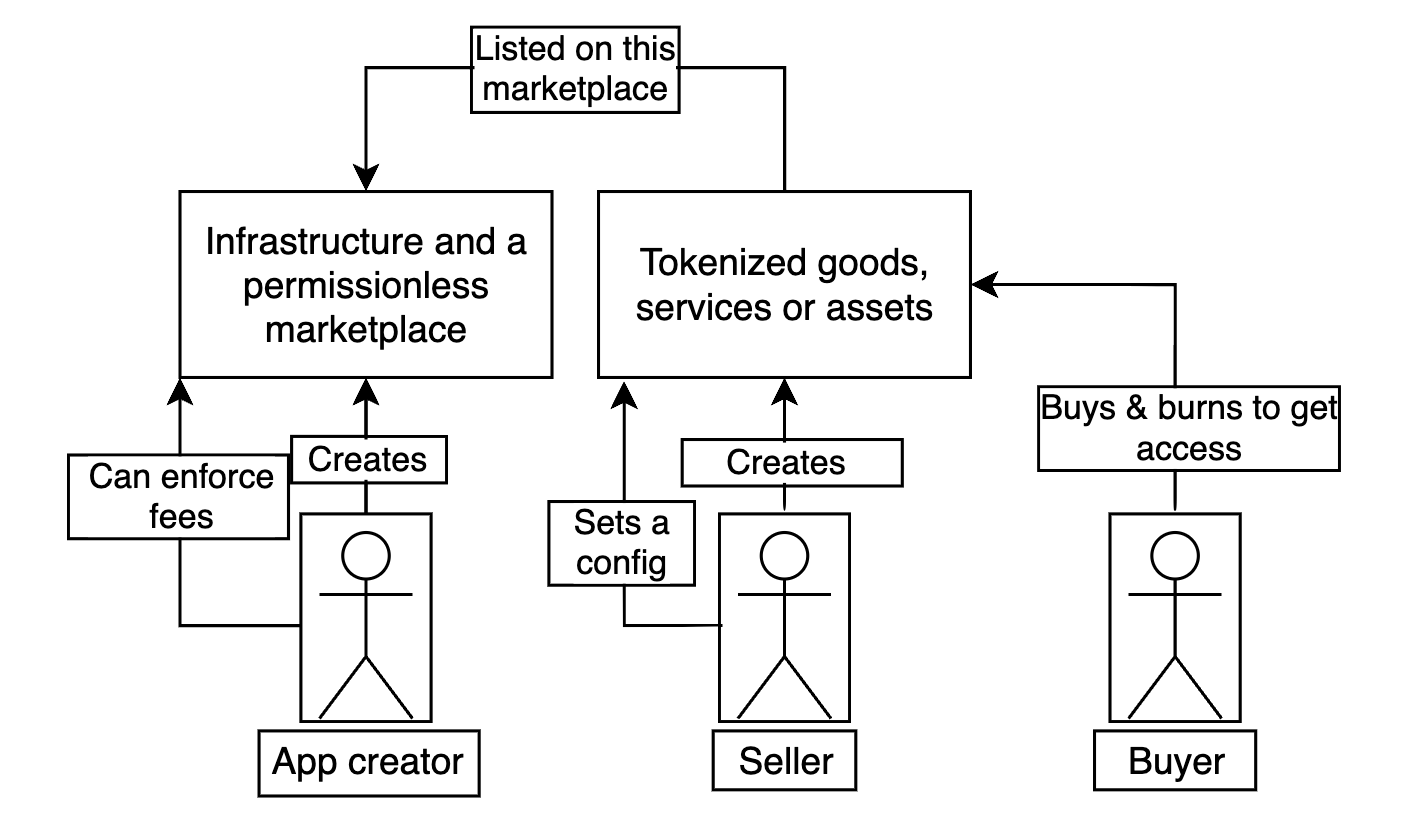 Listed on this
marketplace
Infrastructure and a
permissionless
marketplace
Tokenized goods,
services or assets
Can enforce
fees
Creates
Sets a
config
Creates
Buys & burns to get
access
App creator
Seller
Buyer